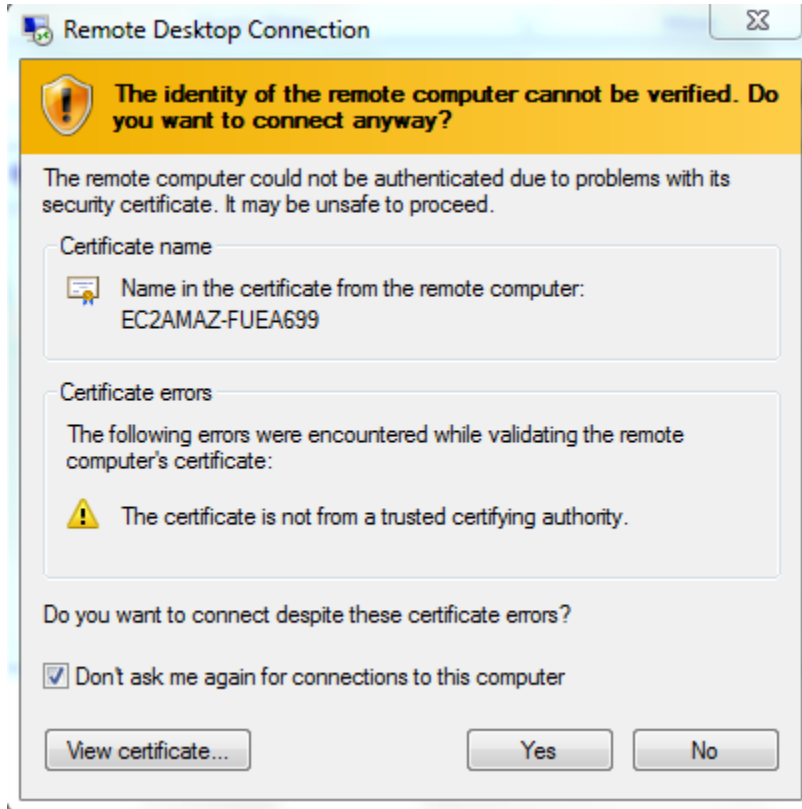 Remote Desktop Connection
The identity of the remote computer cannot be verified. Do
you want to connect anyway?
The remote computer could not be authenticated due to problems with its
security certificate. It may be unsafe to proceed.
Certificate name
Name in the certificate from the remote computer:
EC2AMAZ-FUEA699
Certificate errors
The following errors were encountered while validating the remote
computer's certificate:
The certificate is not from a trusted certifying authority.
Do you want to connect despite these certificate errors?
Don't ask me again for connections to this computer
View certificate...
Yes
No